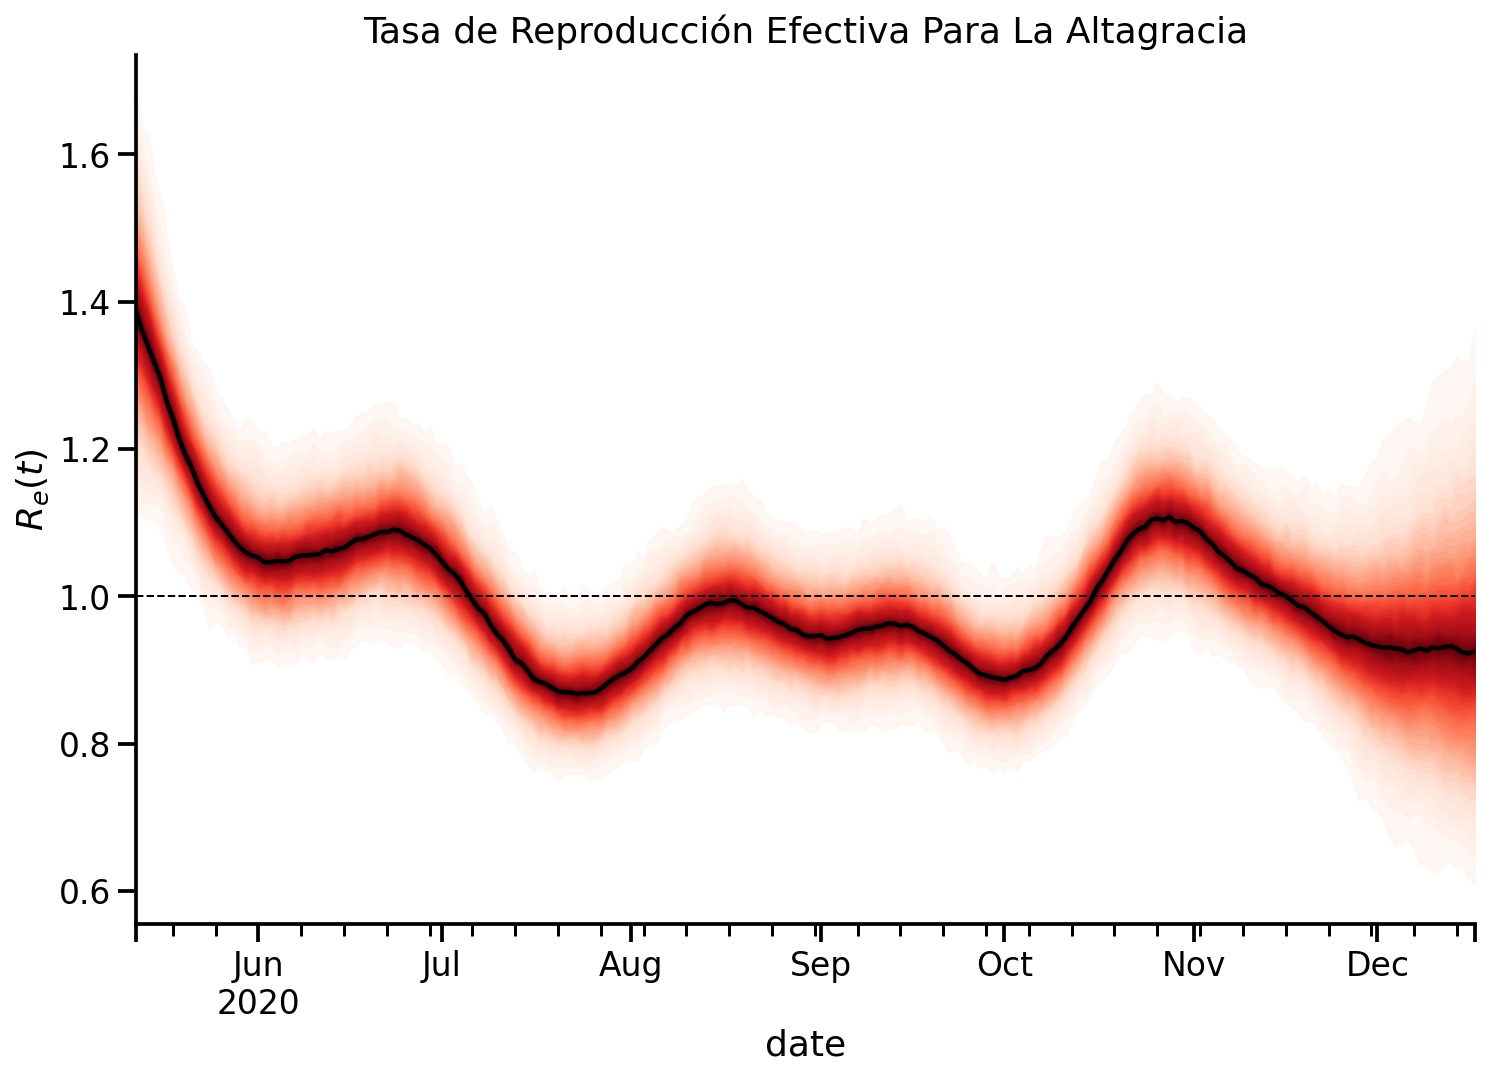 Tasa de Reproducción Efectiva Para La Altagracia
1.6
1.4
1.2
1.0
0.8
0.6
R_e(t)
Jun Jul Aug Sep Oct Nov Dec
2020
date